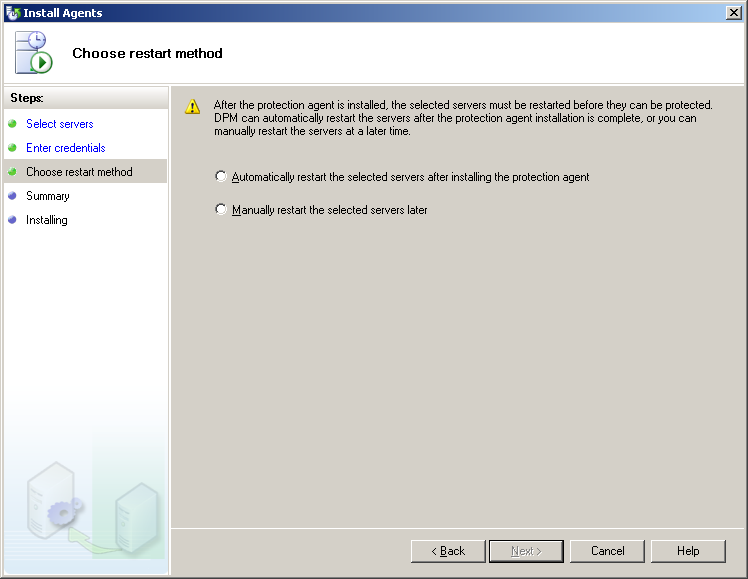 Install Agents
Choose restart method
Steps:
Select servers
Enter credentials
Choose restart method
Summary
Installing
After the protection agent is installed, the selected servers must be restarted before they can be protected.
DPM can automatically restart the servers after the protection agent installation is complete, or you can
manually restart the servers at a later time.
Automatically restart the selected servers after installing the protection agent
Manually restart the selected servers later
< Back
Next >
Cancel
Help